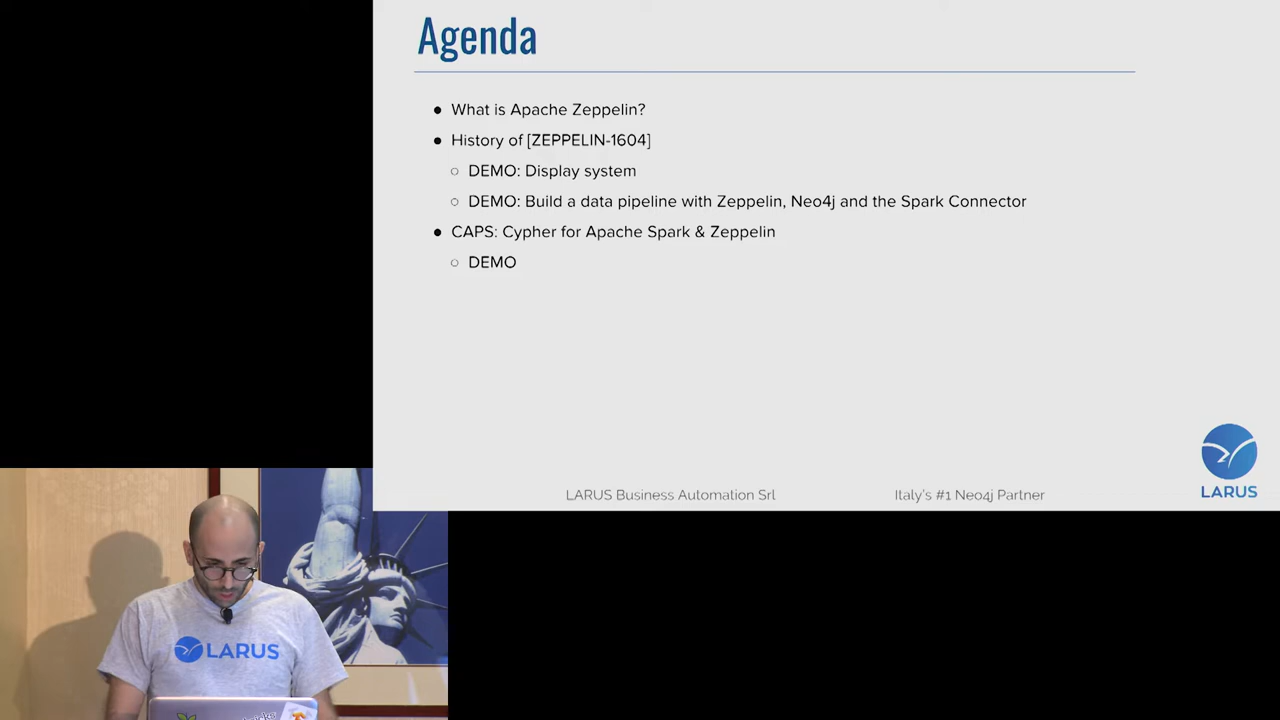 Agenda
● What is Apache Zeppelin?
● History of [ZEPPELIN-1604]
○ DEMO: Display system
○ DEMO: Build a data pipeline with Zeppelin, Neo4j and the Spark Connector
● CAPS: Cypher for Apache Spark & Zeppelin
○ DEMO
LARUS
LARUS Business Automation Srl
Italy's #1 Neo4j Partner
LARUS